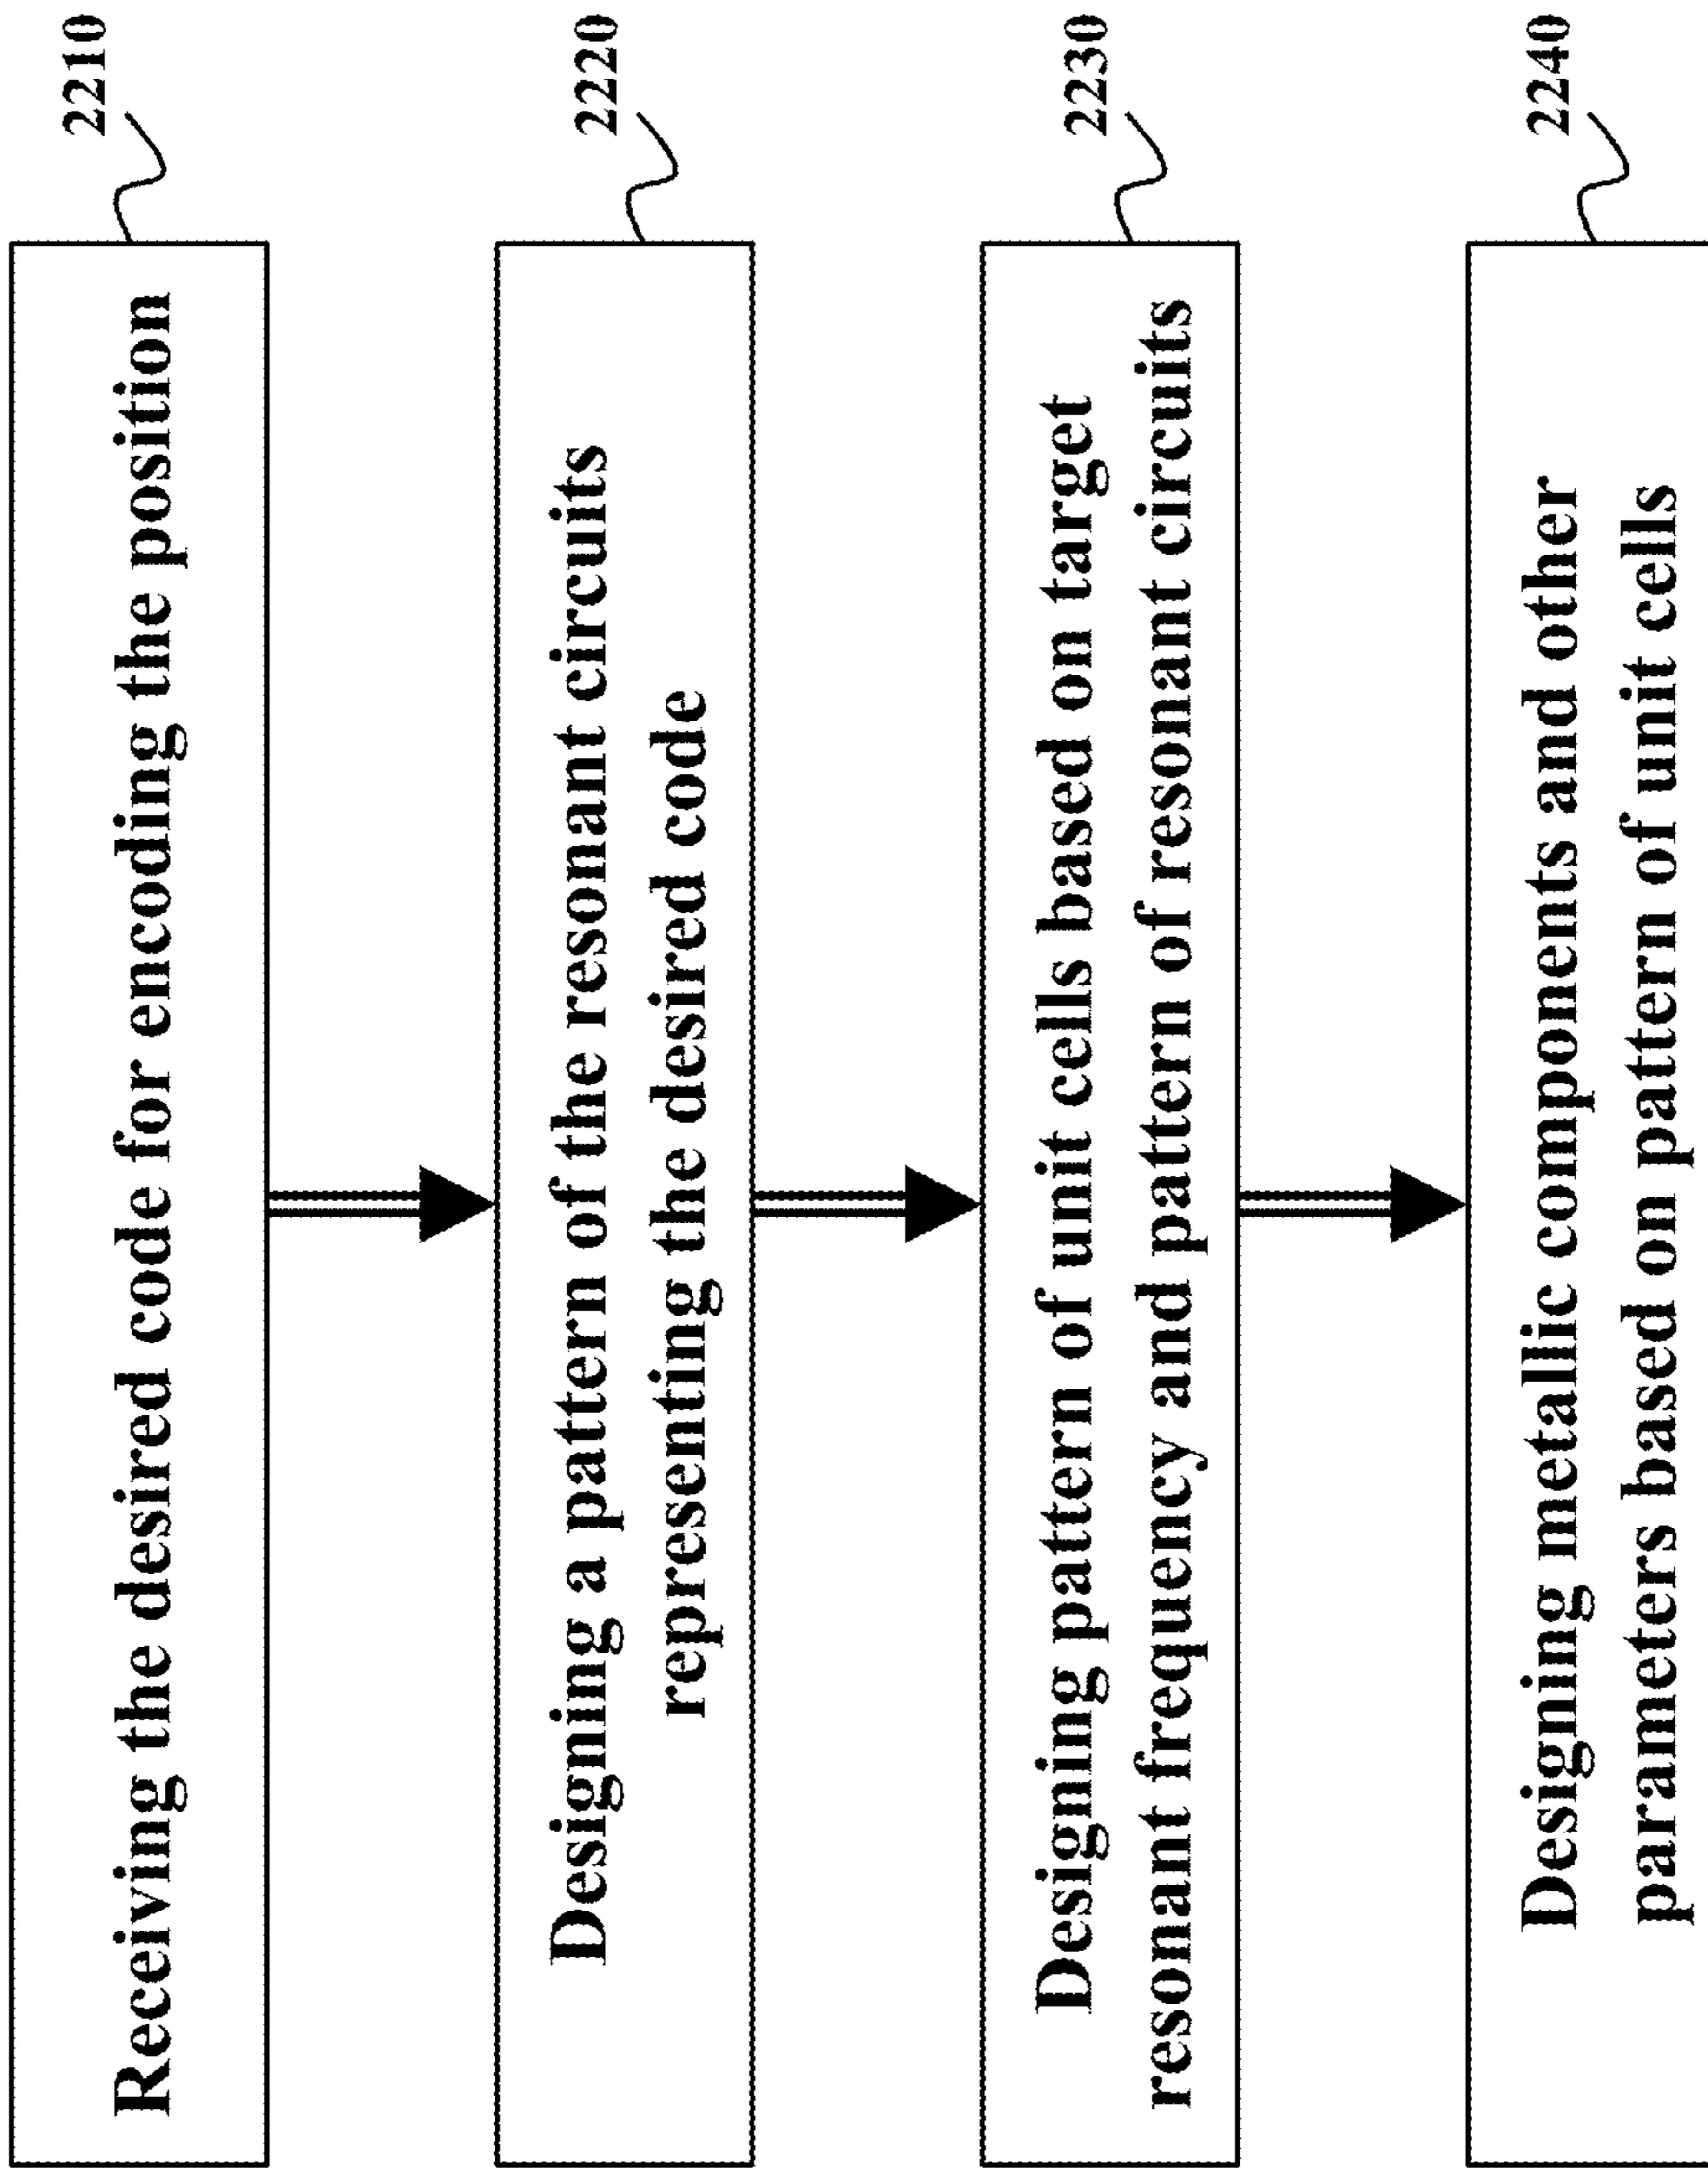 Receiving the desired code for encoding the position
2210
Designing a pattern of the resonant circuits
representing the desired code
2220
Designing pattern of unit cells based on target
resonant frequency and pattern of resonant circuits
2230
Designing metallic components and other
parameters based on pattern of unit cells
2240